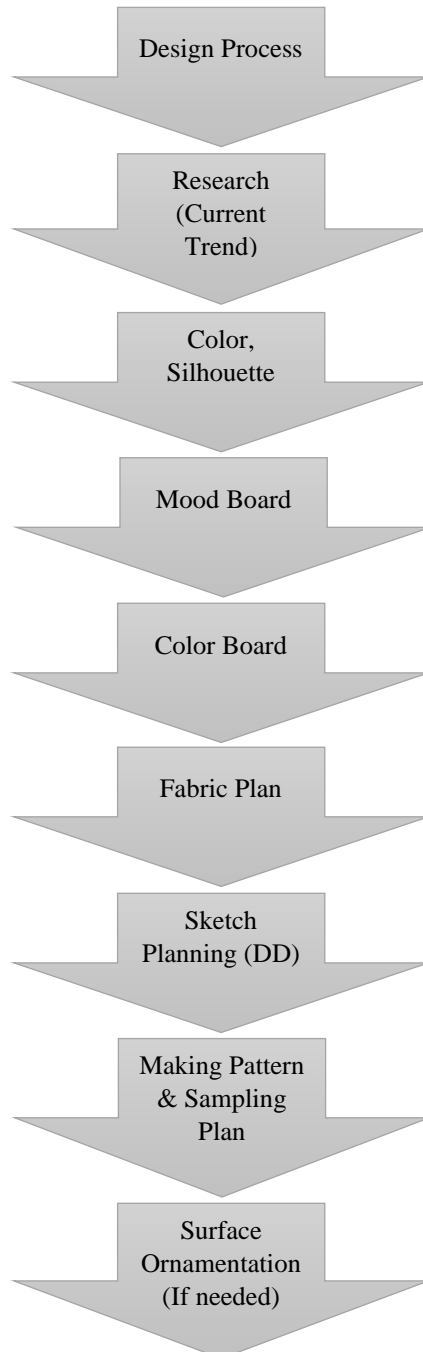 Design Process
Research
(Current
Trend)
Color,
Silhouette
Mood Board
Color Board
Fabric Plan
Sketch
Planning (DD)
Making Pattern
& Sampling
Plan
Surface
Ornamentation
(If needed)